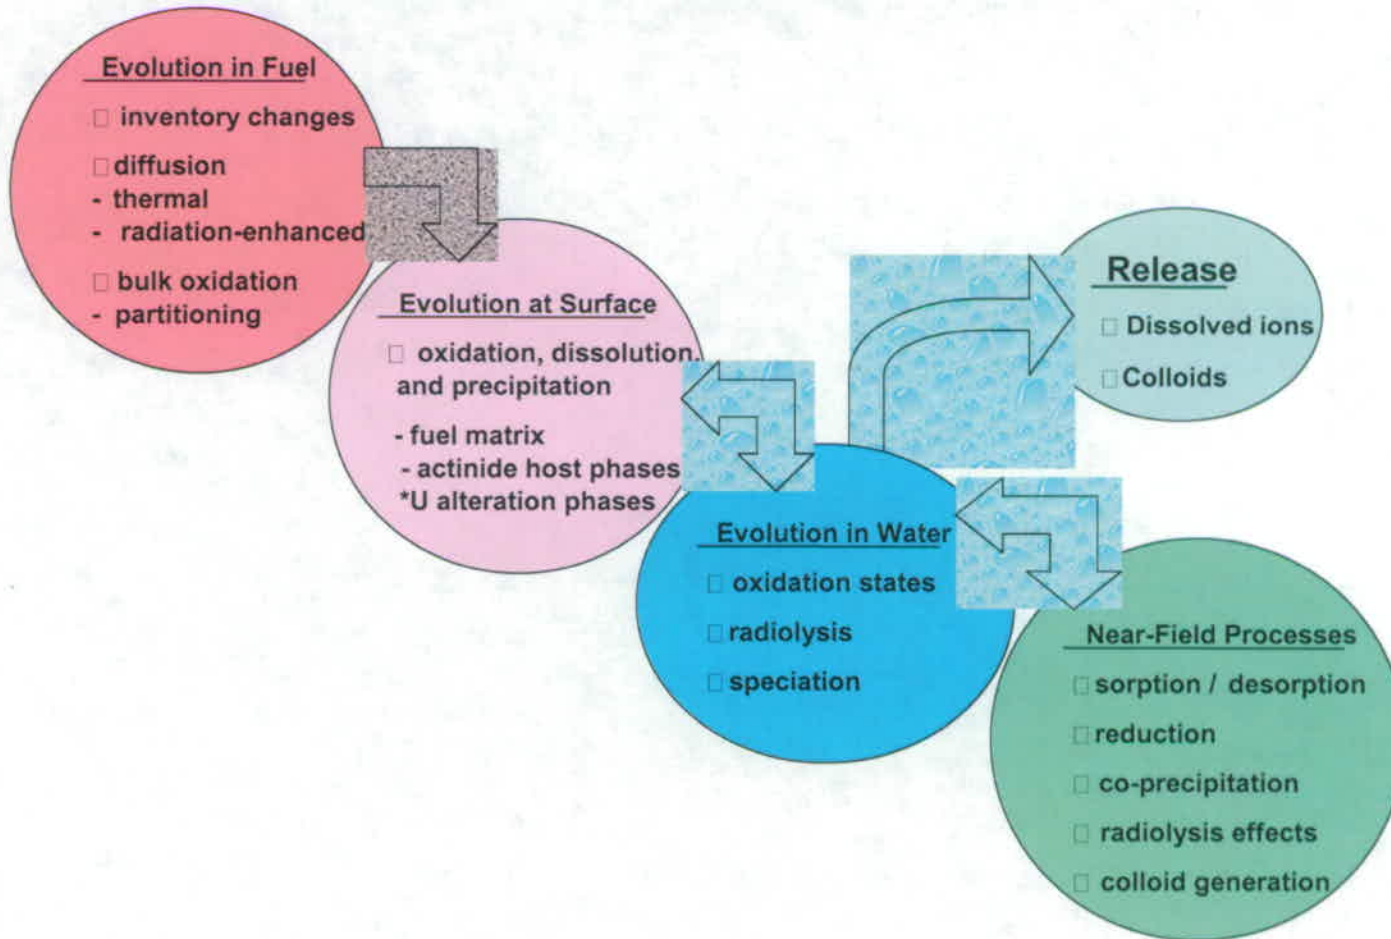 Evolution in Fuel
□ inventory changes
□ diffusion
- thermal
- radiation-enhanced
□ bulk oxidation
- partitioning
Evolution at Surface
□ oxidation, dissolution,
and precipitation
- fuel matrix
- actinide host phases
*U alteration phases
Release
□ Dissolved ions
□ Colloids
Evolution in Water
□ oxidation states
□ radiolysis
□ speciation
Near-Field Processes
□ sorption / desorption
□ reduction
□ co-precipitation
□ radiolysis effects
□ colloid generation